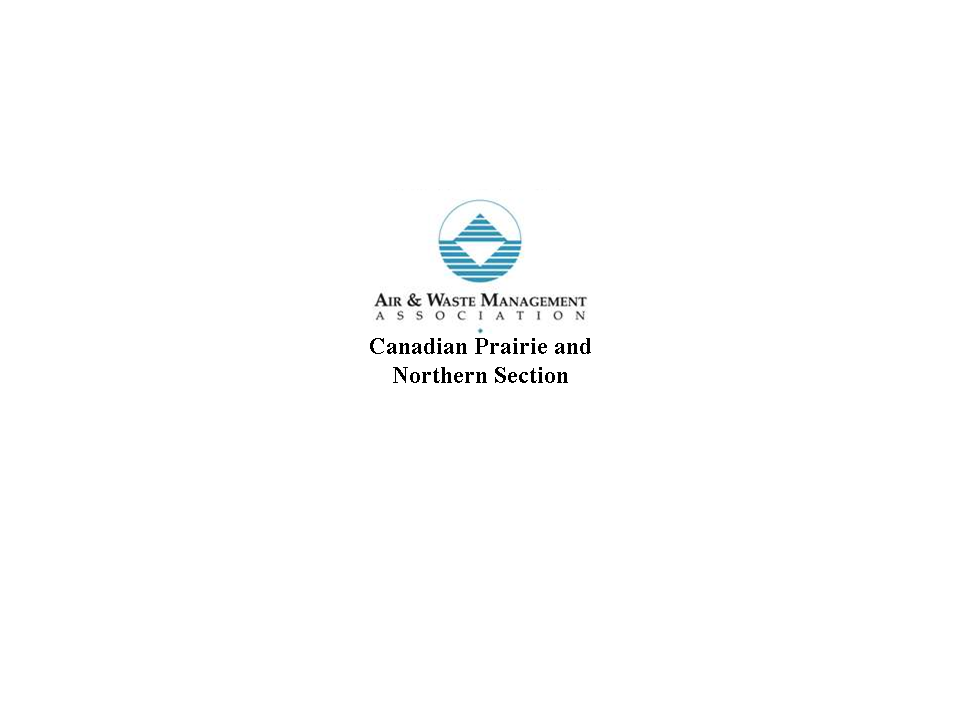 AIR & WASTE MANAGEMENT
ASSOCIATION
Canadian Prairie and
Northern Section